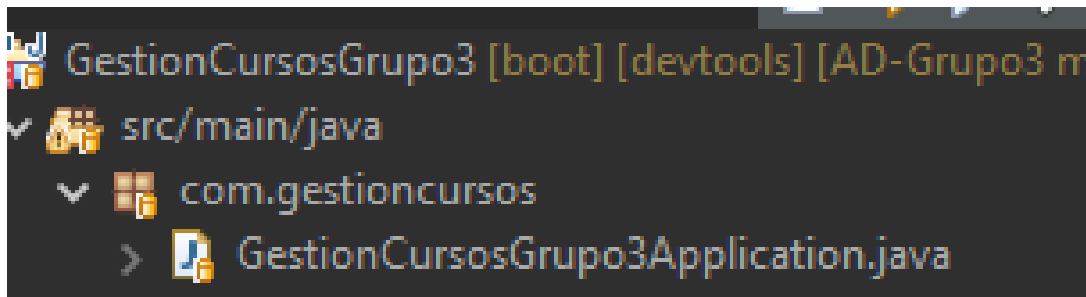 GestionCursosGrupo3 [boot] [devtools] [AD-Grupo3 m
src/main/java
com.gestioncursos
GestionCursosGrupo3Application.java